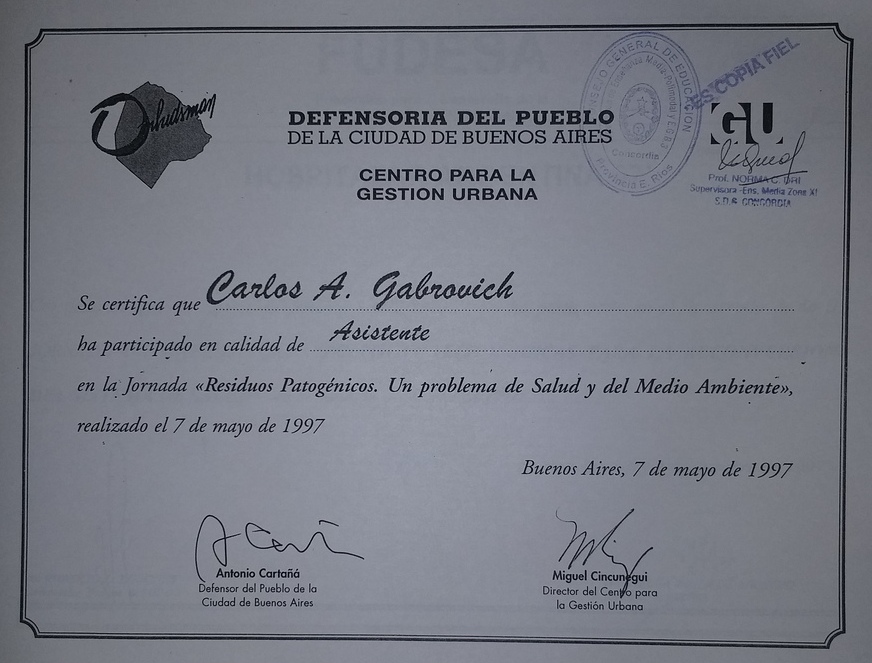 Ombudsman
DEFENSORIA DEL PUEBLO
DE LA CIUDAD DE BUENOS AIRES
CENTRO PARA LA
GESTION URBANA
CONSEJO GENERAL DE EDUCACION
Concordia
Provincia E. Rios
ES COPIA FIEL
GU
Prof. NORMA C. DRI
Supervisora Ens. Media Zona XI
S.D.6 CONCORDIA
Se certifica que Carlos A. Gabrovich
ha participado en calidad de Asistente
en la Jornada «Residuos Patogénicos. Un problema de Salud y del Medio Ambiente»,
realizado el 7 de mayo de 1997
Buenos Aires, 7 de mayo de 1997
Antonio Cartañá
Defensor del Pueblo de la
Ciudad de Buenos Aires
Miguel Cincunegui
Director del Centro para
la Gestión Urbana